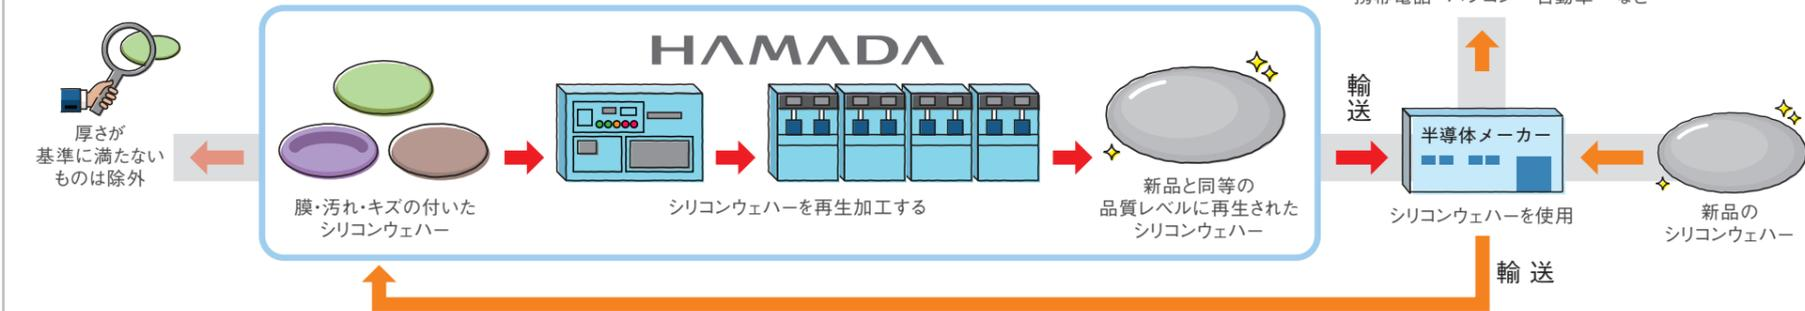 HAMADA
厚さが
基準に満たない
ものは除外
膜・汚れ・キズの付いた
シリコンウェハー
シリコンウェハーを再生加工する
新品と同等の
品質レベルに再生された
シリコンウェハー
輸送
半導体メーカー
シリコンウェハーを使用
新品の
シリコンウェハー
輸送